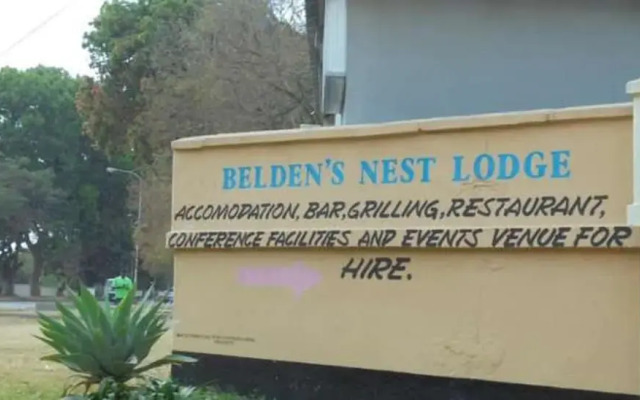 BELDEN'S NEST LODGE
ACCOMODATION, BAR, GRILLING, RESTAURANT,
CONFERENCE FACILITIES AND EVENTS VENUE FOR
HIRE.